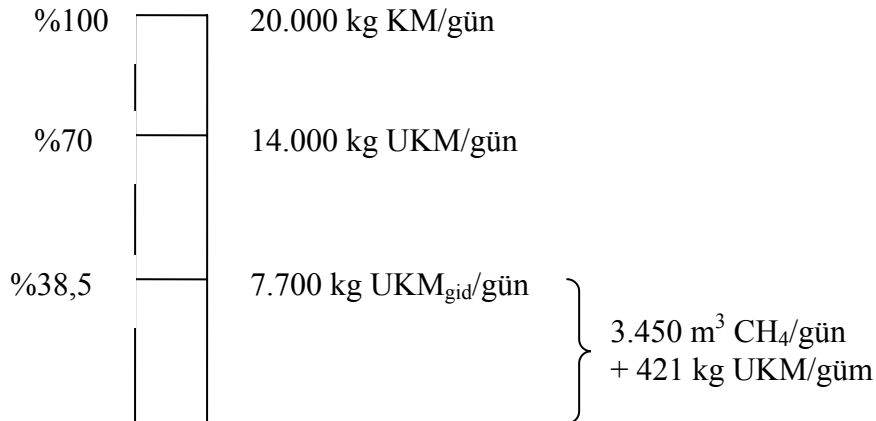 %100 20.000 kg KM/gün
%70 14.000 kg UKM/gün
%38,5 7.700 kg UKMgid/gün
3.450 m³ CH₄/gün
+ 421 kg UKM/güm